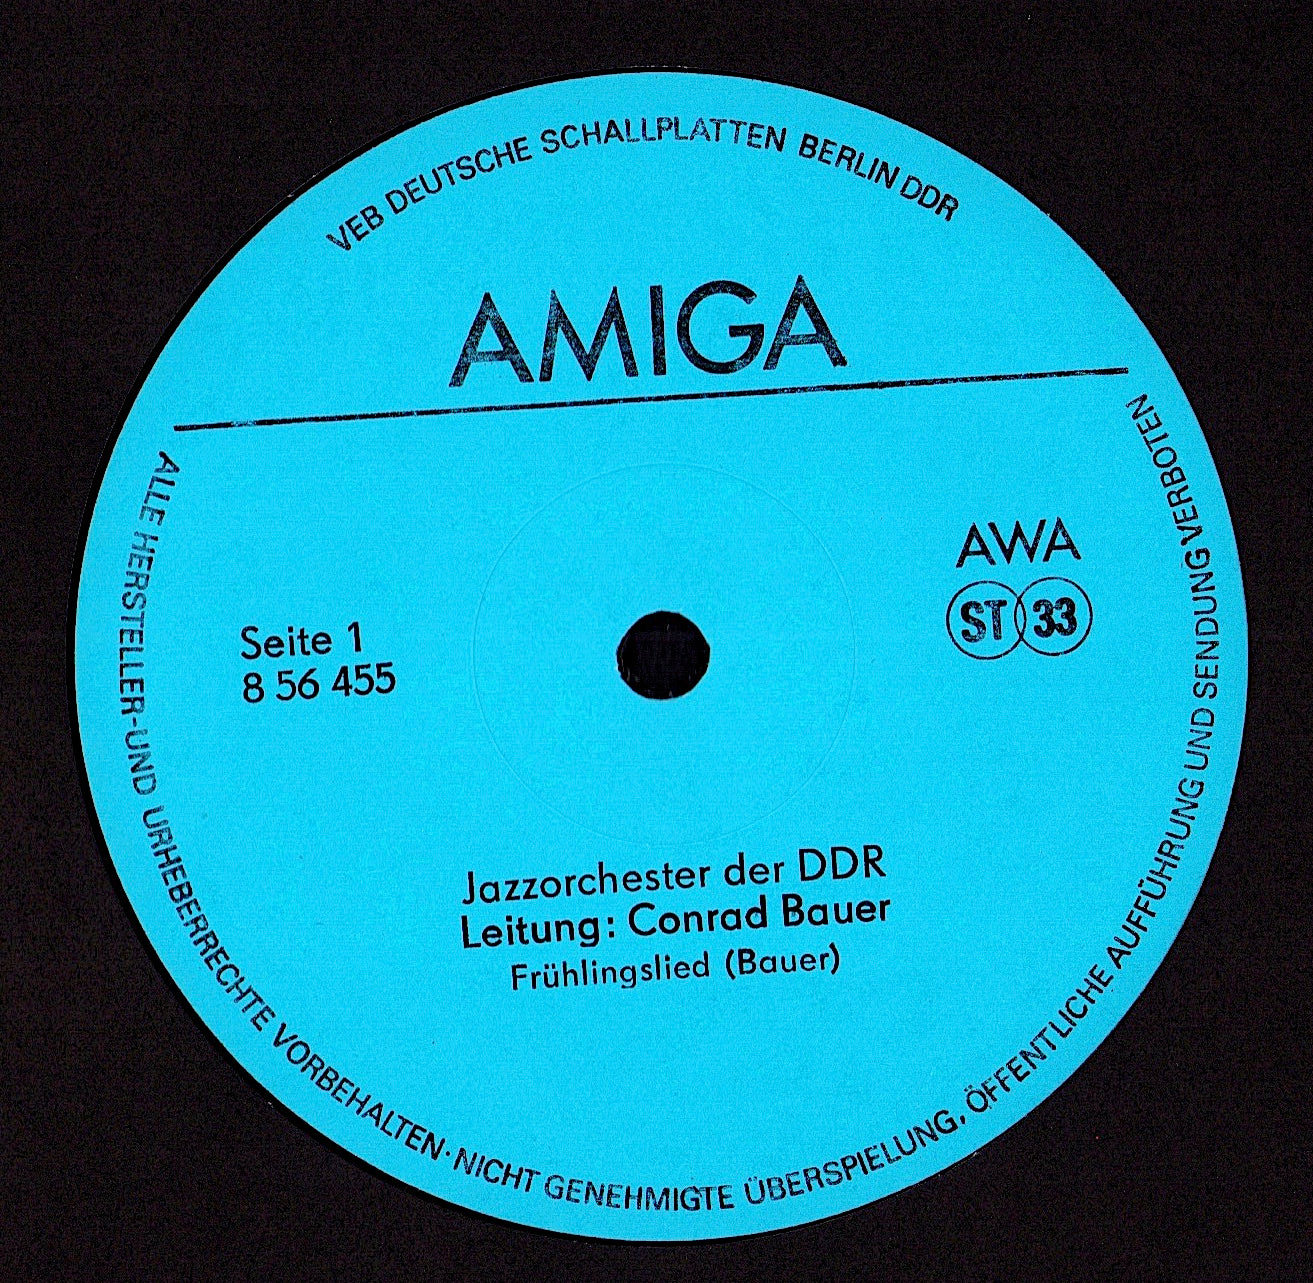 VEB DEUTSCHE SCHALLPLATTEN BERLIN DDR
AMIGA
AWA
ST 33
Seite 1
8 56 455
Jazzorchester der DDR
Leitung: Conrad Bauer
Frühlingslied (Bauer)
ALLE HERSTELLER-UND URHEBERRECHTE VORBEHALTEN·NICHT GENEHMIGTE ÜBERSPIELUNG, ÖFFENTLICHE AUFFÜHRUNG UND SENDUNG VERBOTEN